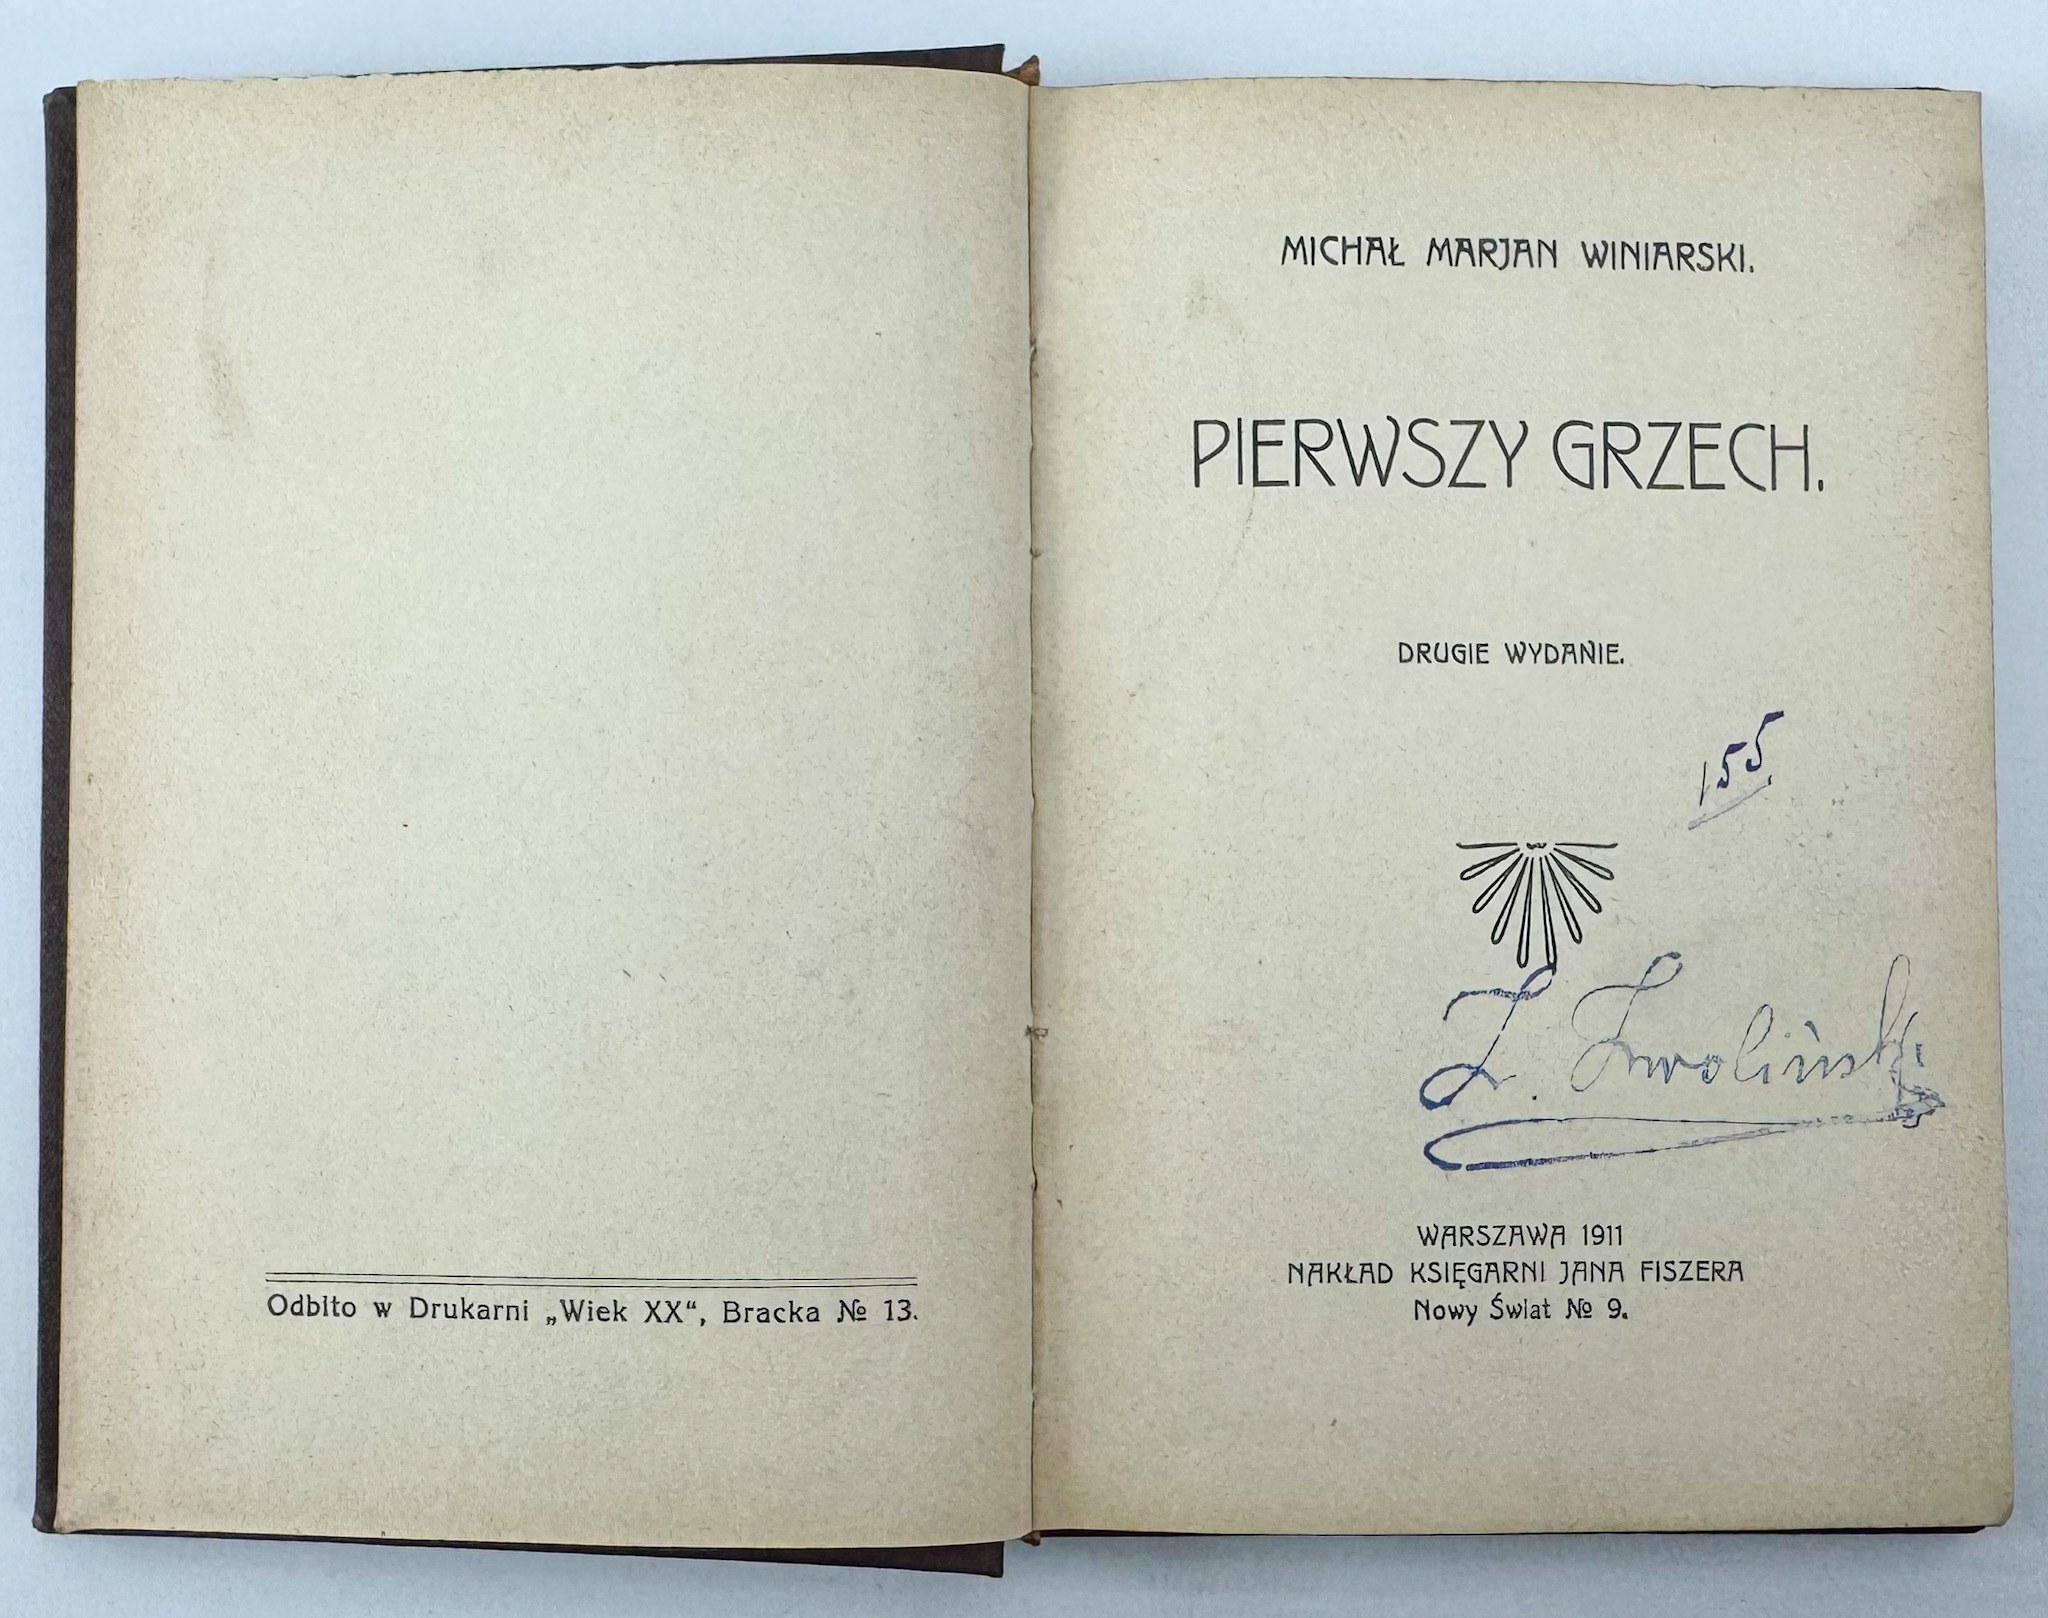 Odbito w Drukarni „Wiek XX“, Bracka № 13.
MICHAŁ MARJAN WINIARSKI.
PIERWSZY GRZECH.
DRUGIE WYDANIE.
155
Z. Zwoliński
WARSZAWA 1911
NAKŁAD KSIĘGARNI JANA FISZERA
Nowy Świat № 9.